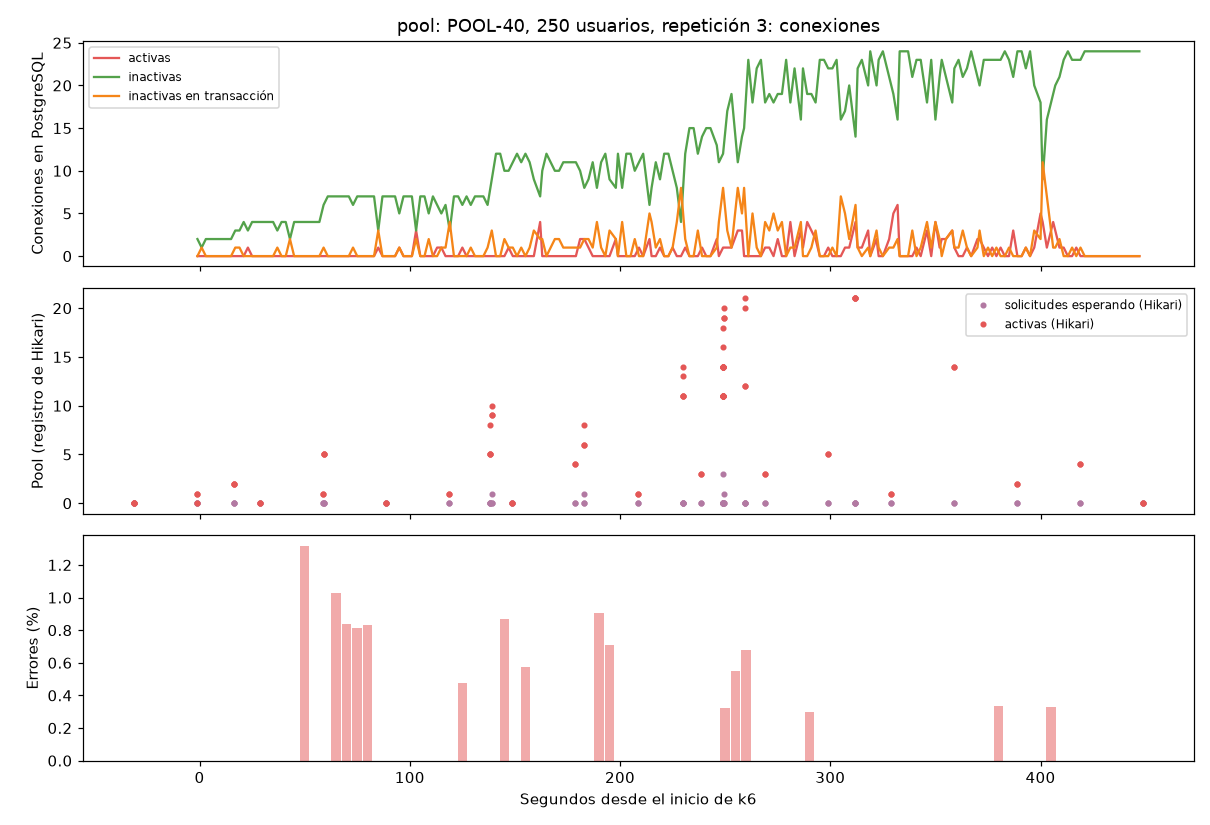 pool: POOL-40, 250 usuarios, repetición 3: conexiones
Conexiones en PostgreSQL
25
20
15
10
5
0
activas
inactivas
inactivas en transacción
Pool (registro de Hikari)
20
15
10
5
0
solicitudes esperando (Hikari)
activas (Hikari)
Errores (%)
1.2
1.0
0.8
0.6
0.4
0.2
0.0
0 100 200 300 400
Segundos desde el inicio de k6